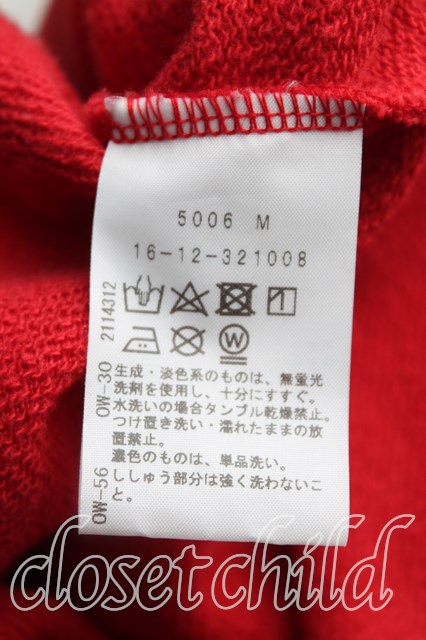 5006 M
16-12-321008
W
生成・淡色系のものは、無蛍光
洗剤を使用し、十分にすすぐ。
水洗いの場合タンブル乾燥禁止。
つけ置き洗い・濡れたままの放
置禁止。
濃色のものは、単品洗い。
ししゅう部分は強く洗わないこ
と。
OW-56 OW-30 2114312
closet child